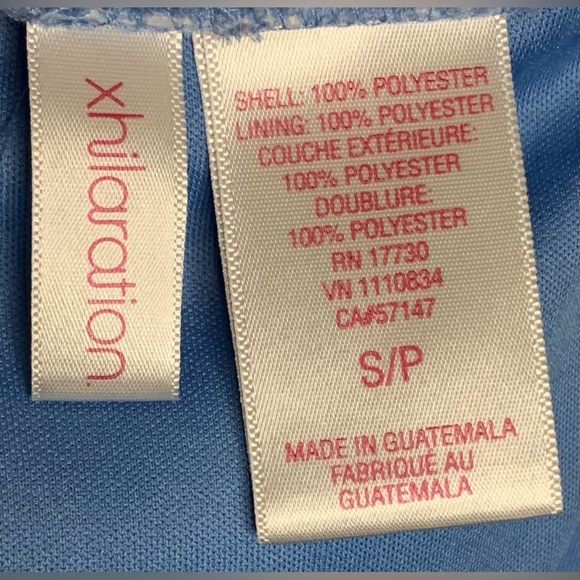 xhilaration.
SHELL: 100% POLYESTER
LINING: 100% POLYESTER
COUCHE EXTÉRIEURE:
100% POLYESTER
DOUBLURE:
100% POLYESTER
RN 17730
VN 1110834
CA#57147
S/P
MADE IN GUATEMALA
FABRIQUÉ AU
GUATEMALA